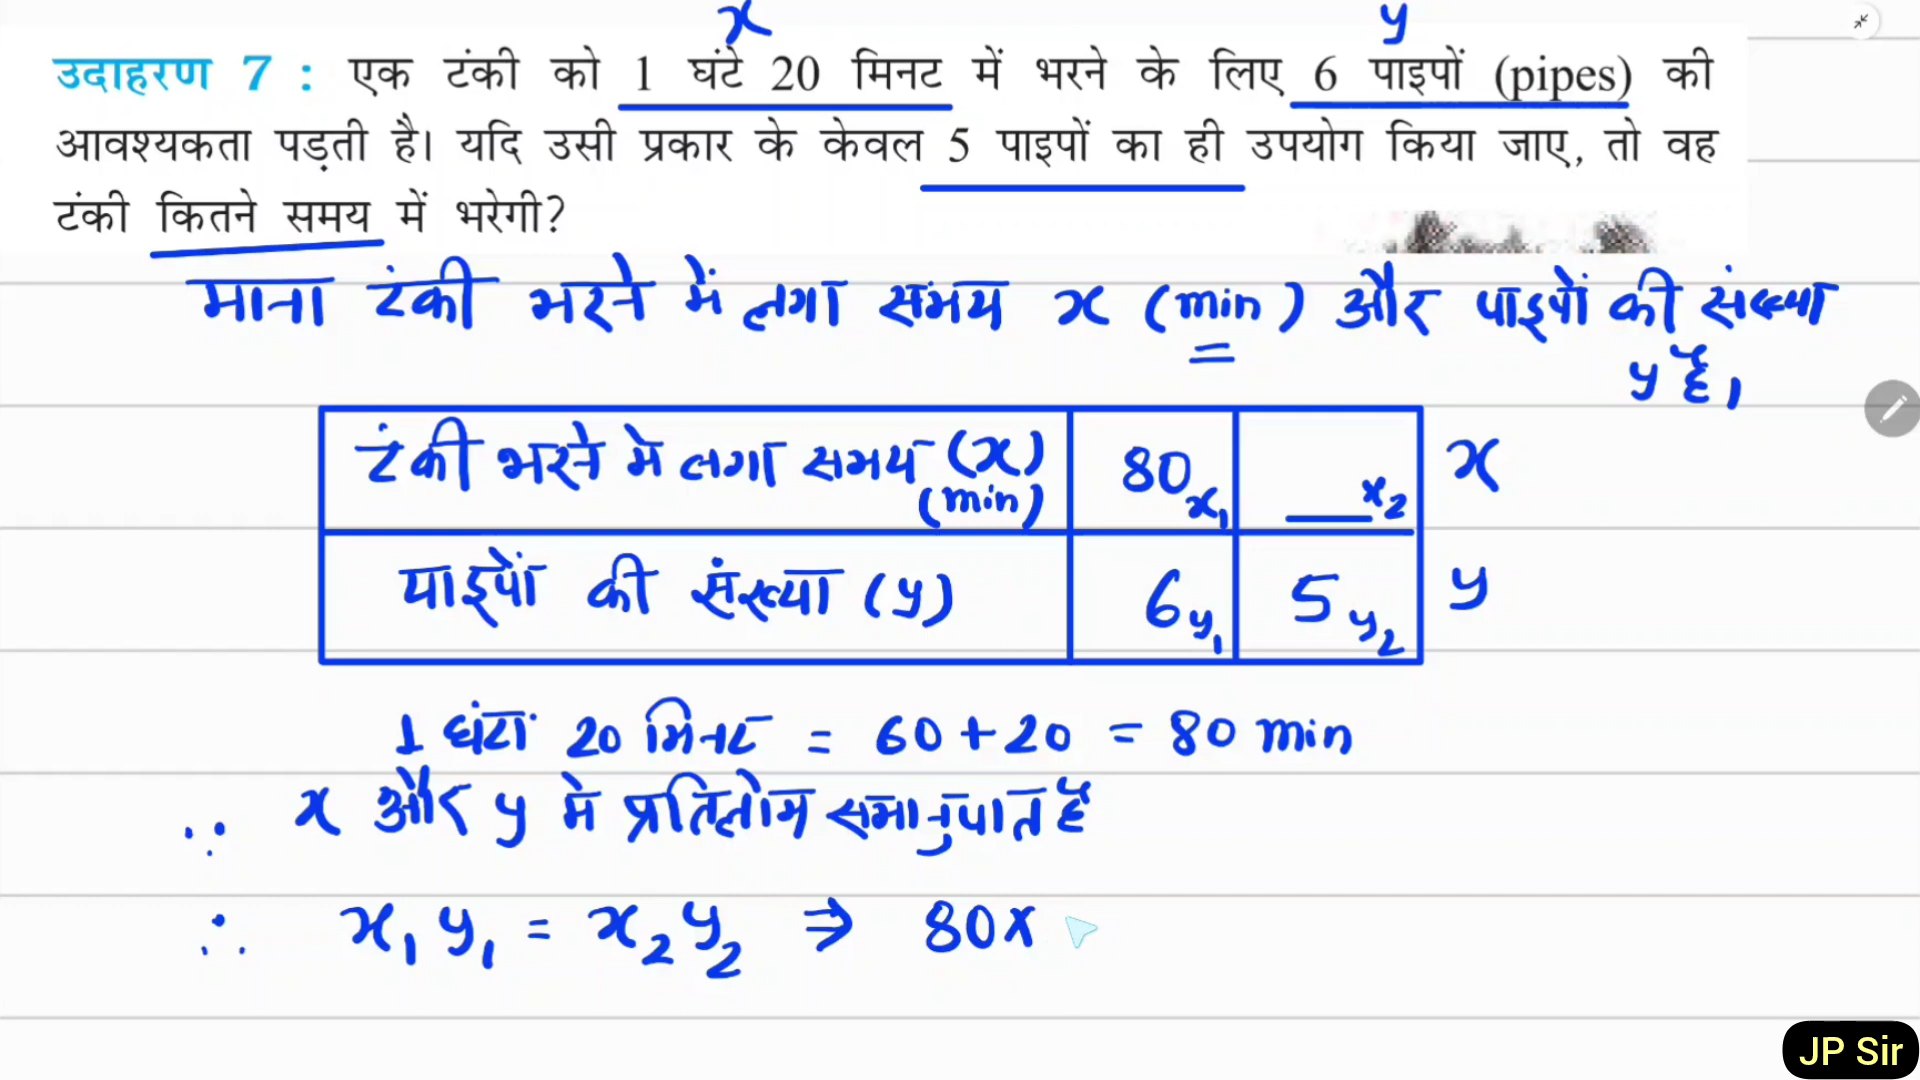 x y
उदाहरण 7 : एक टंकी को 1 घंटे 20 मिनट में भरने के लिए 6 पाइपों (pipes) की
आवश्यकता पड़ती है। यदि उसी प्रकार के केवल 5 पाइपों का ही उपयोग किया जाए, तो वह
टंकी कितने समय में भरेगी?
माना टंकी भरने में लगा समय x (min) और पाइपों की संख्या
y है,
टंकी भरने मे लगा समय (x) 80 x₁ __ x₂ x
(min)
पाइपों की संख्या (y) 6 y₁ 5 y₂ y
1 घंटा 20 मिनट = 60 + 20 = 80 min
∵ x और y मे प्रतिलोम समानुपात है
∴ x₁ y₁ = x₂ y₂ ⇒ 80 ×
JP Sir